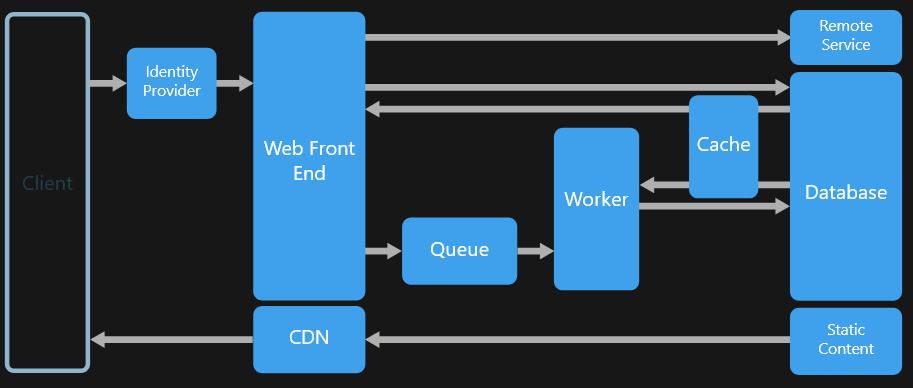 Client
Identity
Provider
Web Front
End
Queue
Worker
Cache
Remote
Service
Database
CDN
Static
Content